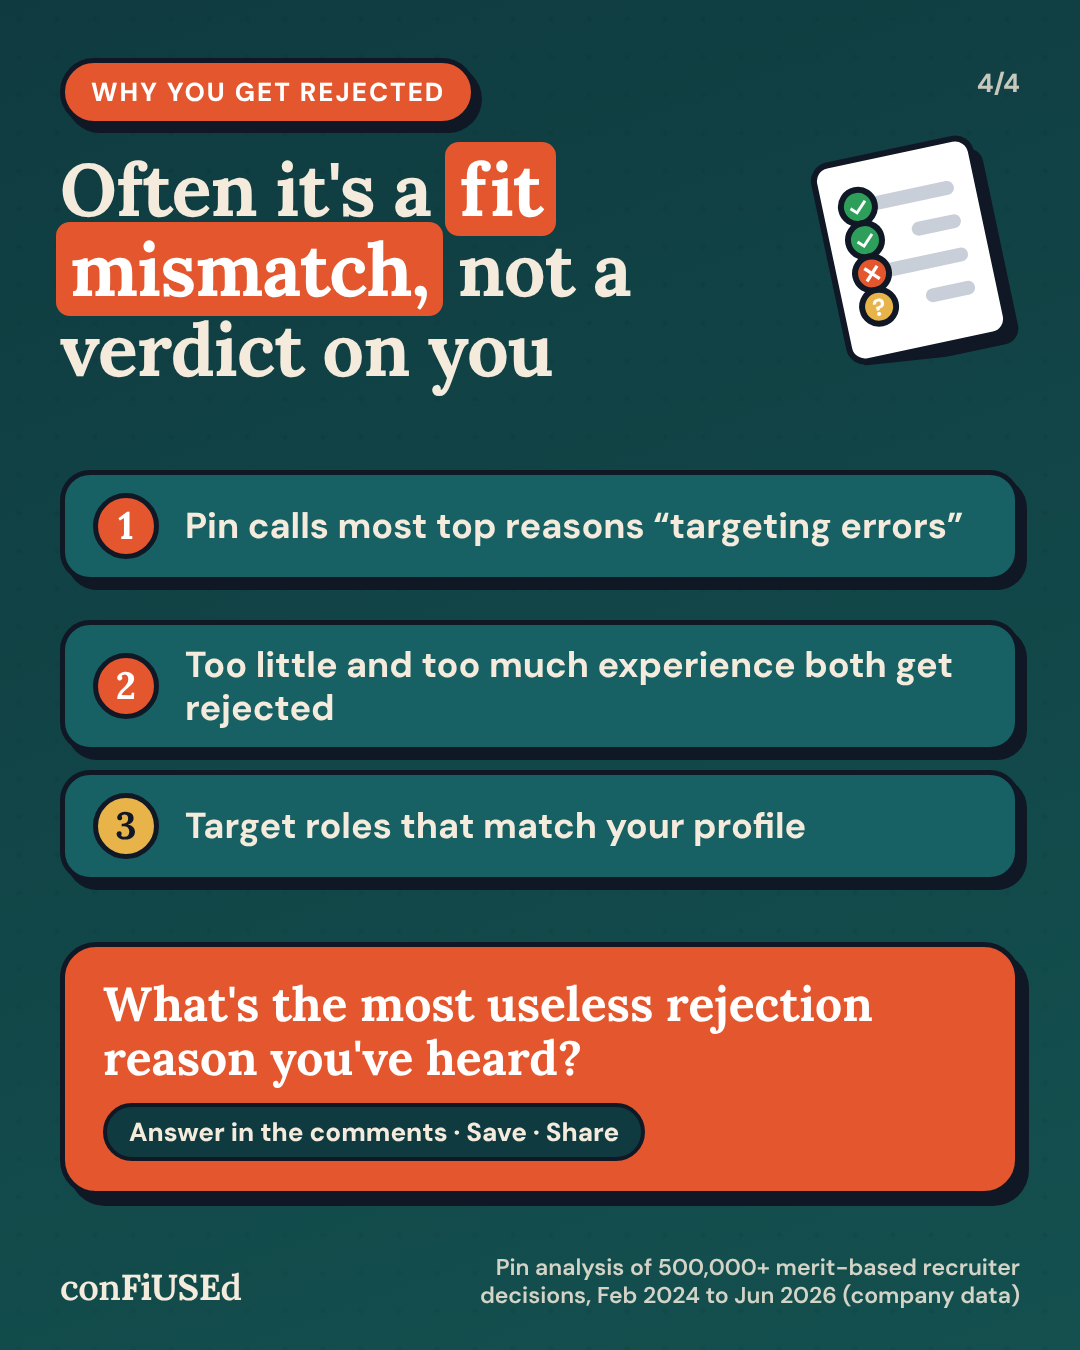 WHY YOU GET REJECTED
4/4
Often it's a fit
mismatch, not a
verdict on you
?
1
Pin calls most top reasons “targeting errors”
2
Too little and too much experience both get
rejected
3
Target roles that match your profile
What's the most useless rejection
reason you've heard?
Answer in the comments · Save · Share
conFiUSEd
Pin analysis of 500,000+ merit-based recruiter
decisions, Feb 2024 to Jun 2026 (company data)